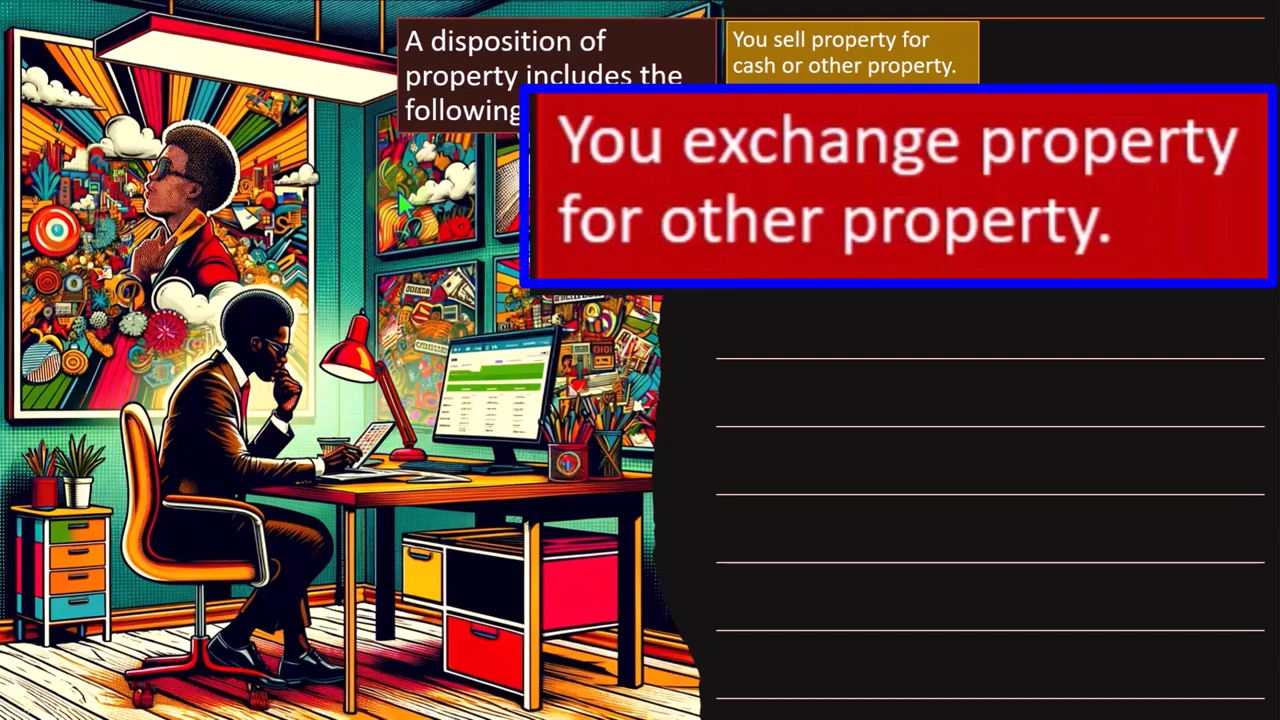 A disposition of
property includes the
following
You sell property for
cash or other property.
You exchange property
for other property.